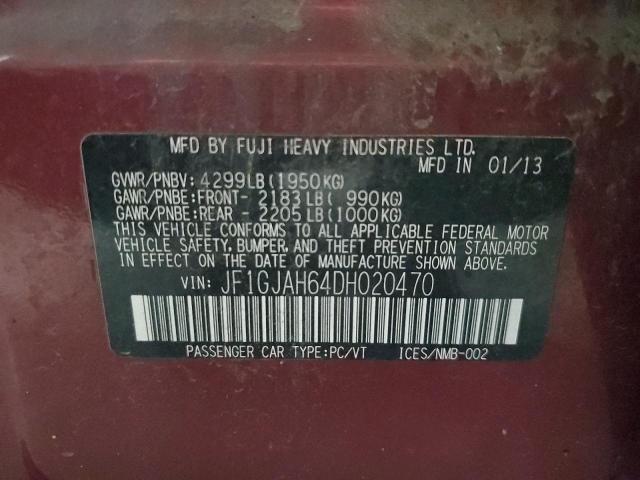 MFD BY FUJI HEAVY INDUSTRIES LTD.
MFD IN 01/13
GVWR/PNBV: 4299LB(1950KG)
GAWR/PNBE:FRONT- 2183LB( 990KG)
GAWR/PNBE:REAR - 2205LB(1000KG)
THIS VEHICLE CONFORMS TO ALL APPLICABLE FEDERAL MOTOR
VEHICLE SAFETY, BUMPER, AND THEFT PREVENTION STANDARDS
IN EFFECT ON THE DATE OF MANUFACTURE SHOWN ABOVE.
VIN: JF1GJAH64DH020470
PASSENGER CAR TYPE:PC/VT ICES/NMB-002